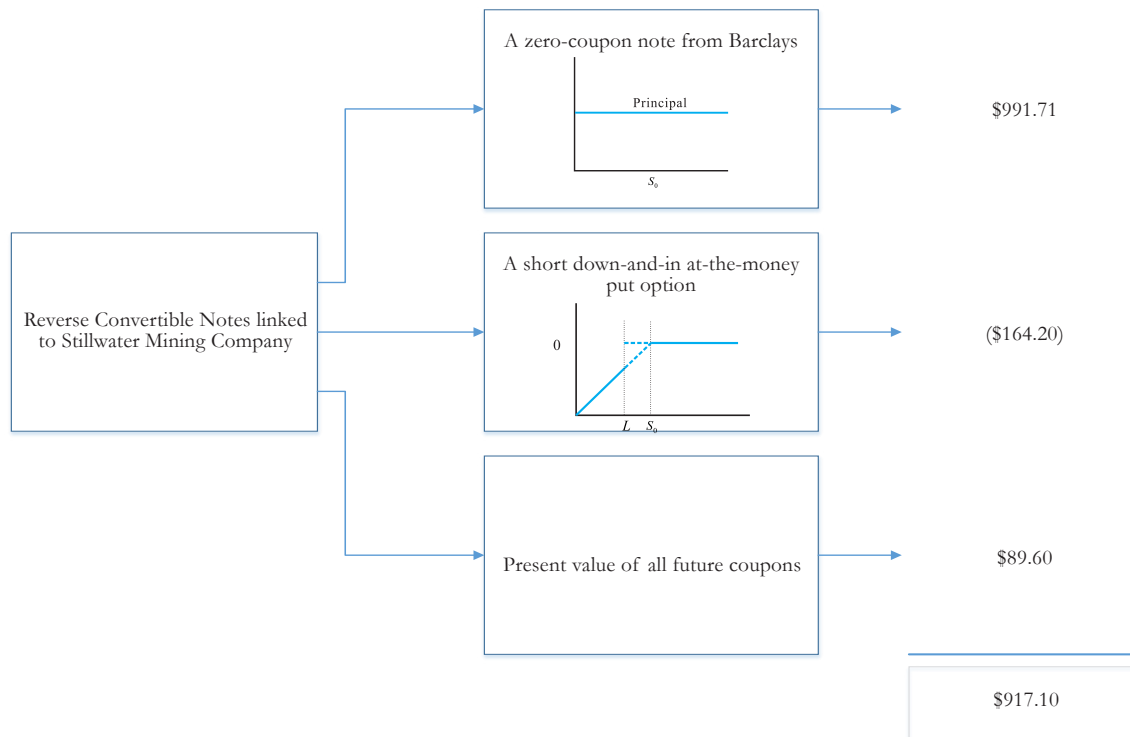 A zero-coupon note from Barclays
Principal
S₀
$991.71
Reverse Convertible Notes linked
to Stillwater Mining Company
A short down-and-in at-the-money
put option
0
L S₀
($164.20)
Present value of all future coupons
$89.60
$917.10